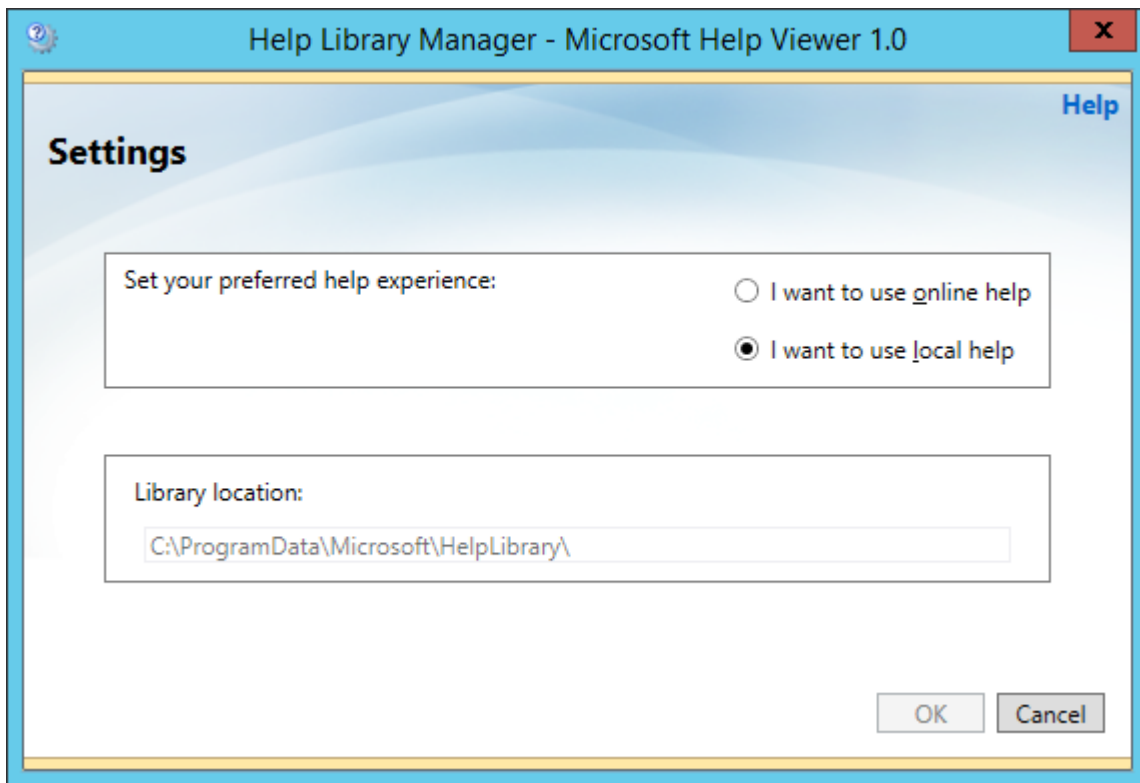 Help Library Manager - Microsoft Help Viewer 1.0
x
Help
Settings
Set your preferred help experience:
I want to use online help
I want to use local help
Library location:
C:\ProgramData\Microsoft\HelpLibrary\
OK
Cancel